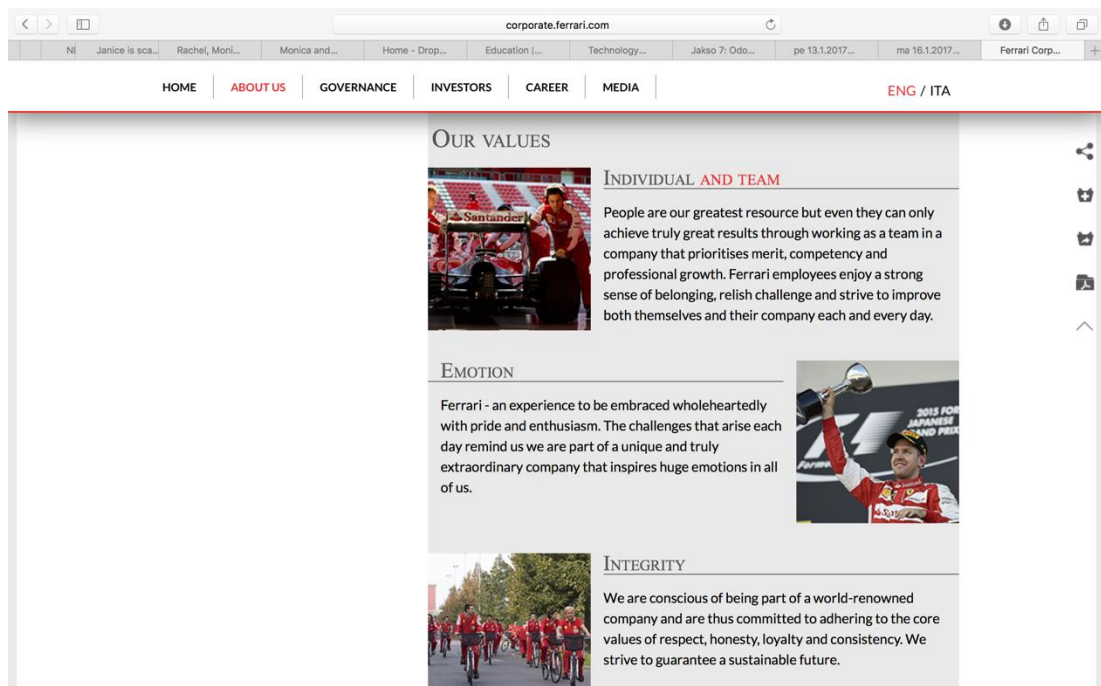 corporate.ferrari.com
Janice is sca... Rachel, Moni... Monica and... Home - Drop... Education |... Technology... Jakso 7: Odo... pe 13.1.2017... ma 16.1.2017... Ferrari Corp...
HOME ABOUT US GOVERNANCE INVESTORS CAREER MEDIA ENG / ITA
OUR VALUES
INDIVIDUAL AND TEAM
People are our greatest resource but even they can only
achieve truly great results through working as a team in a
company that prioritises merit, competency and
professional growth. Ferrari employees enjoy a strong
sense of belonging, relish challenge and strive to improve
both themselves and their company each and every day.
Santander
EMOTION
Ferrari - an experience to be embraced wholeheartedly
with pride and enthusiasm. The challenges that arise each
day remind us we are part of a unique and truly
extraordinary company that inspires huge emotions in all
of us.
2015 FOR
JAPANESE
GRAND PRIX
INTEGRITY
We are conscious of being part of a world-renowned
company and are thus committed to adhering to the core
values of respect, honesty, loyalty and consistency. We
strive to guarantee a sustainable future.